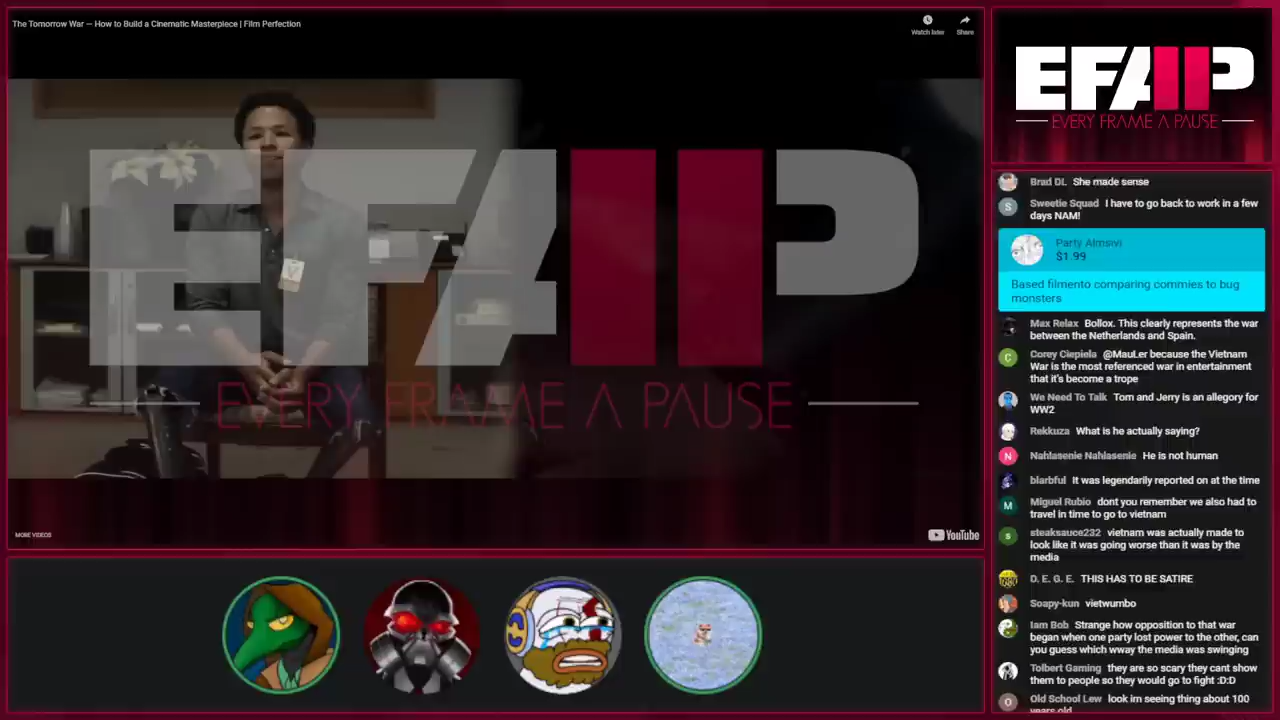 The Tomorrow War — How to Build a Cinematic Masterpiece | Film Perfection
Watch later
Share
EFAP
EVERY FRAME A PAUSE
MORE VIDEOS
YouTube
EFAP
EVERY FRAME A PAUSE
Brad DL She made sense
Sweetie Squad I have to go back to work in a few
days NAM!
Party Almsivi
$1.99
Based filmento comparing commies to bug
monsters
Max Relax Bollox. This clearly represents the war
between the Netherlands and Spain.
Corey Ciepiela @MauLer because the Vietnam
War is the most referenced war in entertainment
that it's become a trope
We Need To Talk Tom and Jerry is an allegory for
WW2
Rekkuza What is he actually saying?
Nahlasenie Nahlasenie He is not human
blarbful It was legendarily reported on at the time
Miguel Rubio dont you remember we also had to
travel in time to go to vietnam
steaksauce232 vietnam was actually made to
look like it was going worse than it was by the
media
D. E. G. E. THIS HAS TO BE SATIRE
Soapy-kun vietwumbo
Iam Bob Strange how opposition to that war
began when one party lost power to the other, can
you guess which wway the media was swinging
Tolbert Gaming they are so scary they cant show
them to people so they would go to fight :D:D
Old School Lew look im seeing thing about 100
years old